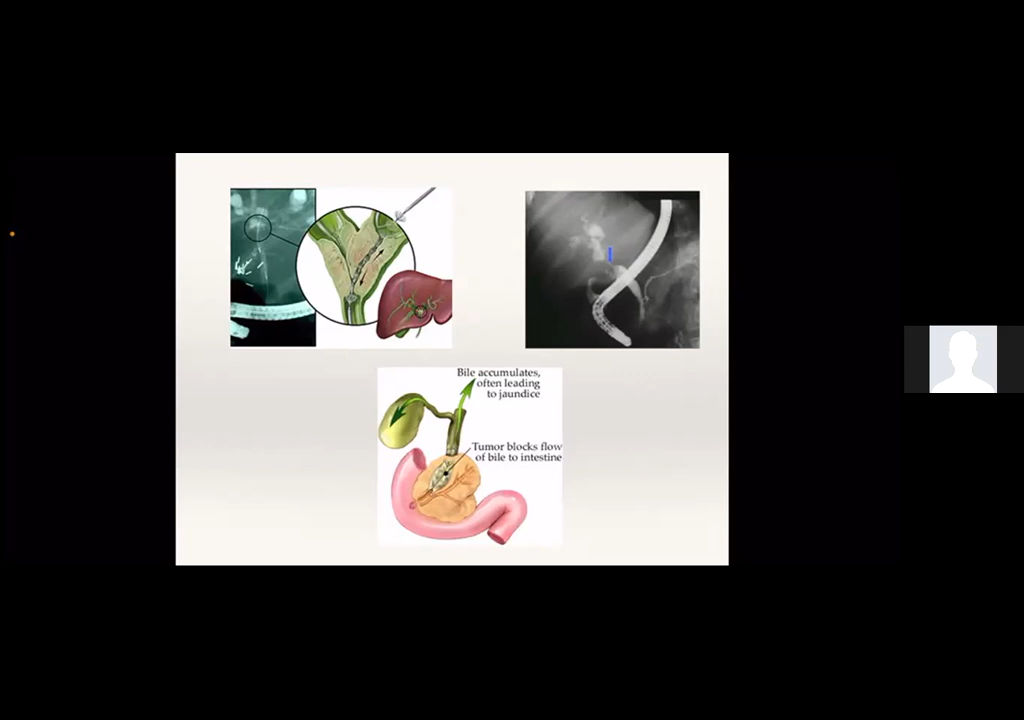 Bile accumulates,
often leading
to jaundice
Tumor blocks flow
of bile to intestine